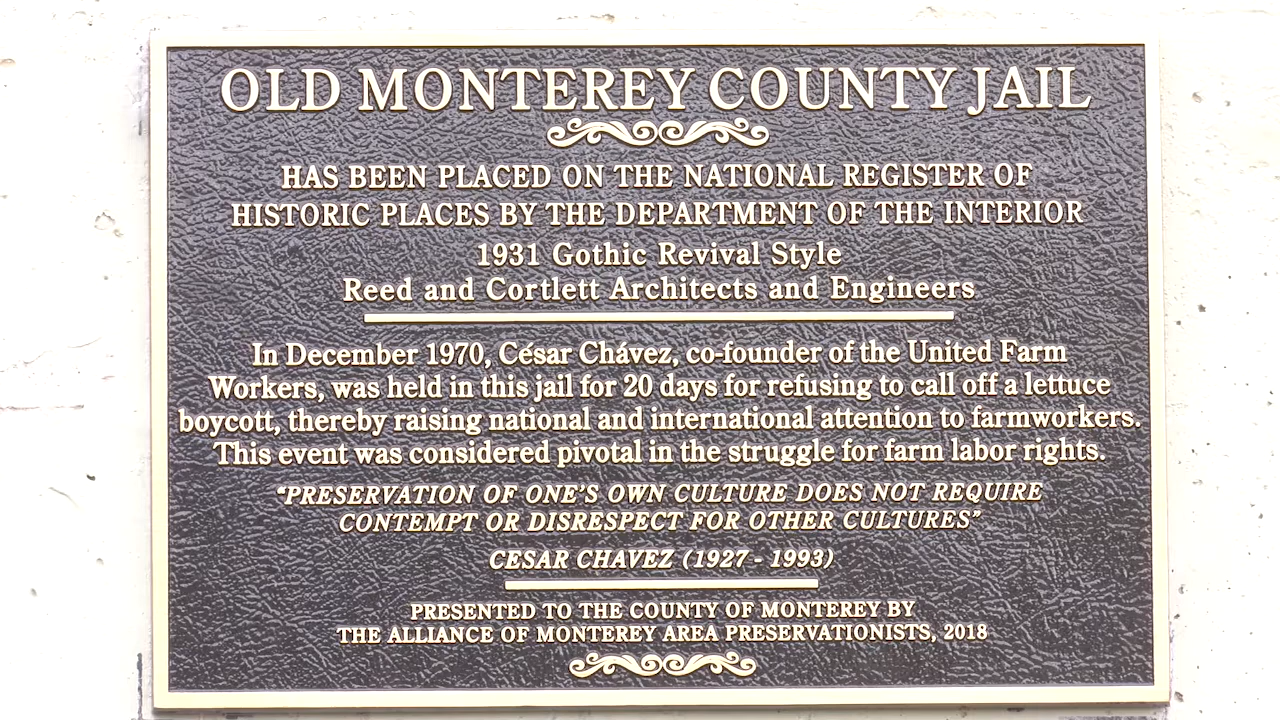 OLD MONTEREY COUNTY JAIL
HAS BEEN PLACED ON THE NATIONAL REGISTER OF
HISTORIC PLACES BY THE DEPARTMENT OF THE INTERIOR
1931 Gothic Revival Style
Reed and Cortlett Architects and Engineers
In December 1970, César Chávez, co-founder of the United Farm
Workers, was held in this jail for 20 days for refusing to call off a lettuce
boycott, thereby raising national and international attention to farmworkers.
This event was considered pivotal in the struggle for farm labor rights.
“PRESERVATION OF ONE’S OWN CULTURE DOES NOT REQUIRE
CONTEMPT OR DISRESPECT FOR OTHER CULTURES”
CESAR CHAVEZ (1927 - 1993)
PRESENTED TO THE COUNTY OF MONTEREY BY
THE ALLIANCE OF MONTEREY AREA PRESERVATIONISTS, 2018